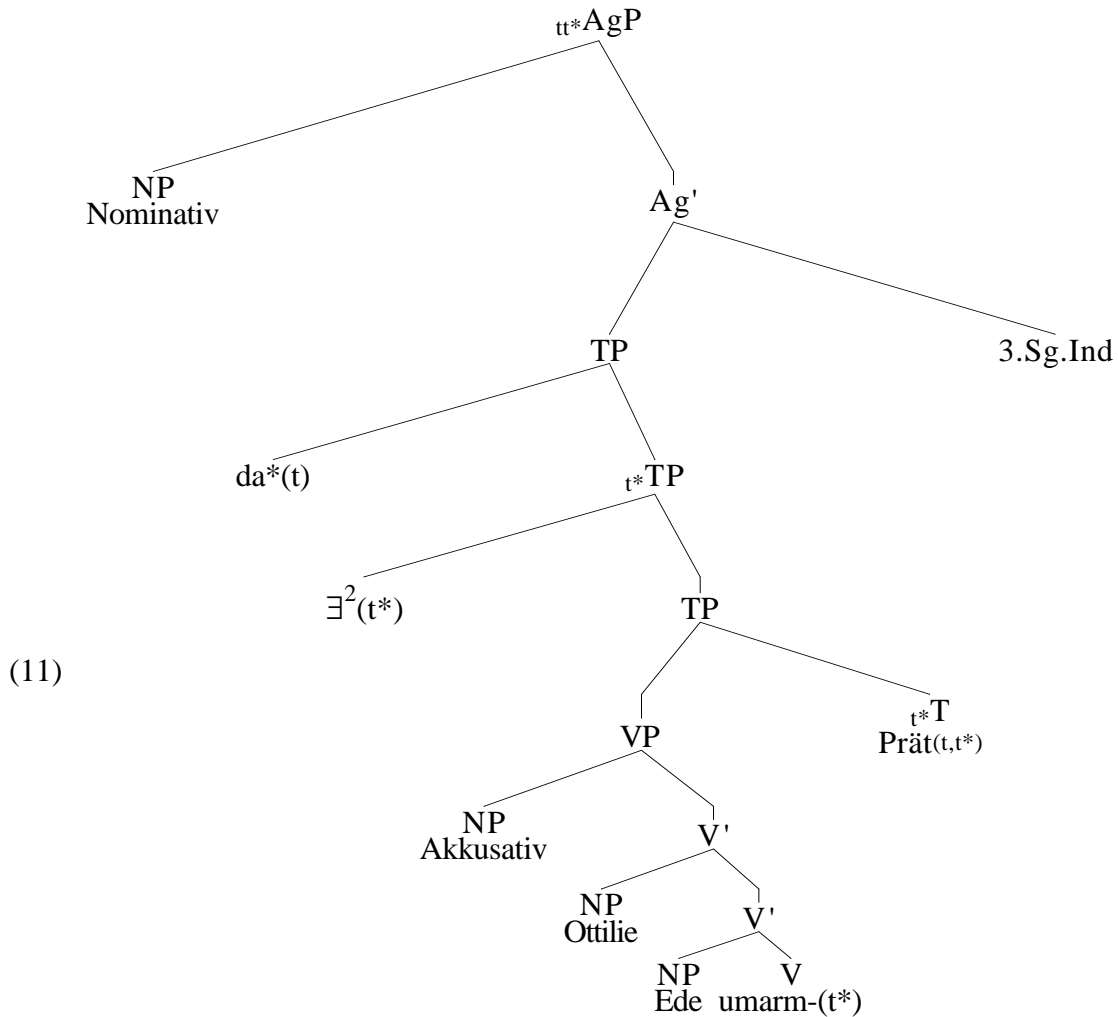 tt*AgP
NP
Nominativ
Ag'
TP
3.Sg.Ind
da*(t)
t*TP
∃²(t*)
TP
(11)
t*T
Prät(t,t*)
VP
NP
Akkusativ
V'
NP
Ottilie
V'
NP V
Ede umarm-(t*)